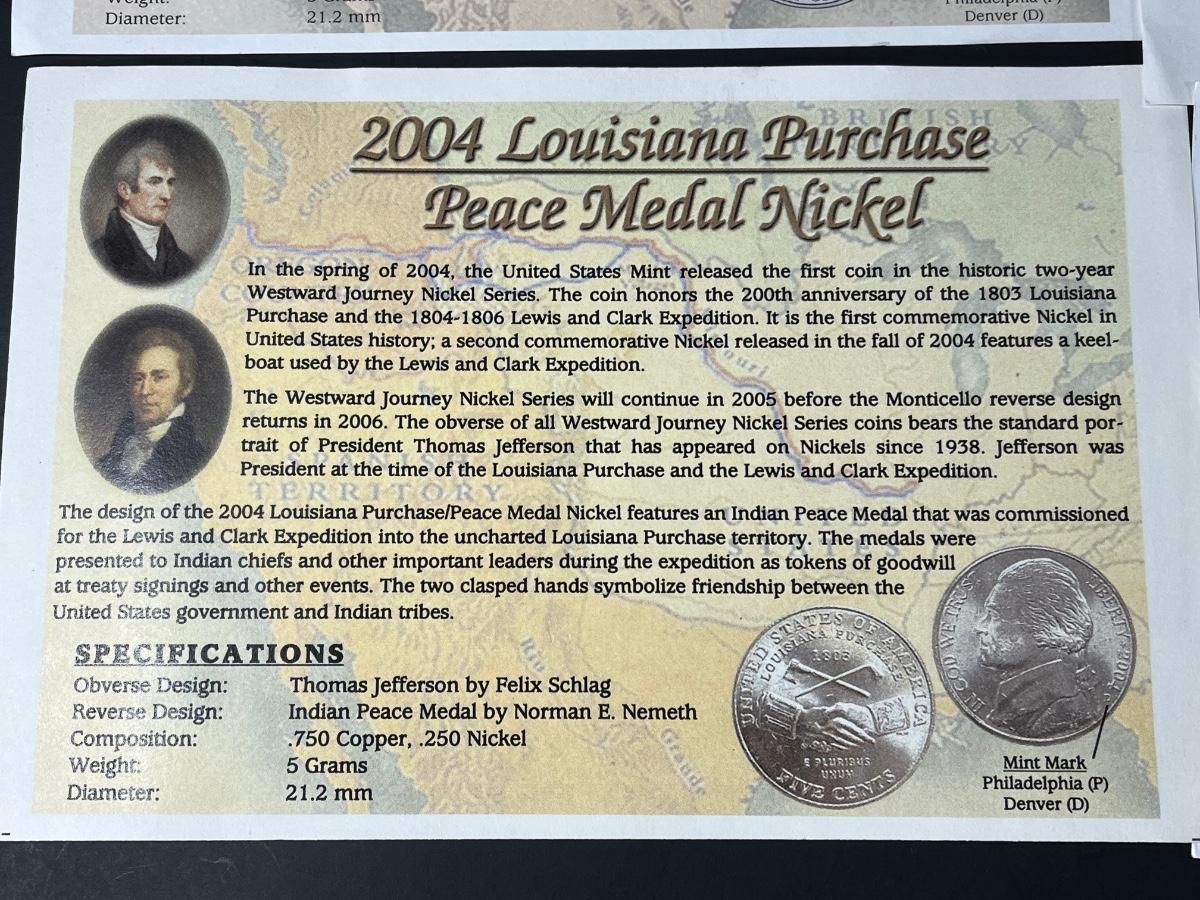 Weight: 5 Grams
Diameter: 21.2 mm
Philadelphia (P)
Denver (D)
2004 Louisiana Purchase
Peace Medal Nickel
In the spring of 2004, the United States Mint released the first coin in the historic two-year
Westward Journey Nickel Series. The coin honors the 200th anniversary of the 1803 Louisiana
Purchase and the 1804-1806 Lewis and Clark Expedition. It is the first commemorative Nickel in
United States history; a second commemorative Nickel released in the fall of 2004 features a keel-
boat used by the Lewis and Clark Expedition.
The Westward Journey Nickel Series will continue in 2005 before the Monticello reverse design
returns in 2006. The obverse of all Westward Journey Nickel Series coins bears the standard por-
trait of President Thomas Jefferson that has appeared on Nickels since 1938. Jefferson was
President at the time of the Louisiana Purchase and the Lewis and Clark Expedition.
The design of the 2004 Louisiana Purchase/Peace Medal Nickel features an Indian Peace Medal that was commissioned
for the Lewis and Clark Expedition into the uncharted Louisiana Purchase territory. The medals were
presented to Indian chiefs and other important leaders during the expedition as tokens of goodwill
at treaty signings and other events. The two clasped hands symbolize friendship between the
United States government and Indian tribes.
SPECIFICATIONS
Obverse Design: Thomas Jefferson by Felix Schlag
Reverse Design: Indian Peace Medal by Norman E. Nemeth
Composition: .750 Copper, .250 Nickel
Weight: 5 Grams
Diameter: 21.2 mm
UNITED STATES OF AMERICA
LOUISIANA PURCHASE
1803
E PLURIBUS
UNUM
FIVE CENTS
IN GOD WE TRUST
LIBERTY 2004
Mint Mark
Philadelphia (P)
Denver (D)
BRITISH
OREGON
SPANISH
TERRITORY
UNITED
STATES
Rio
Grande